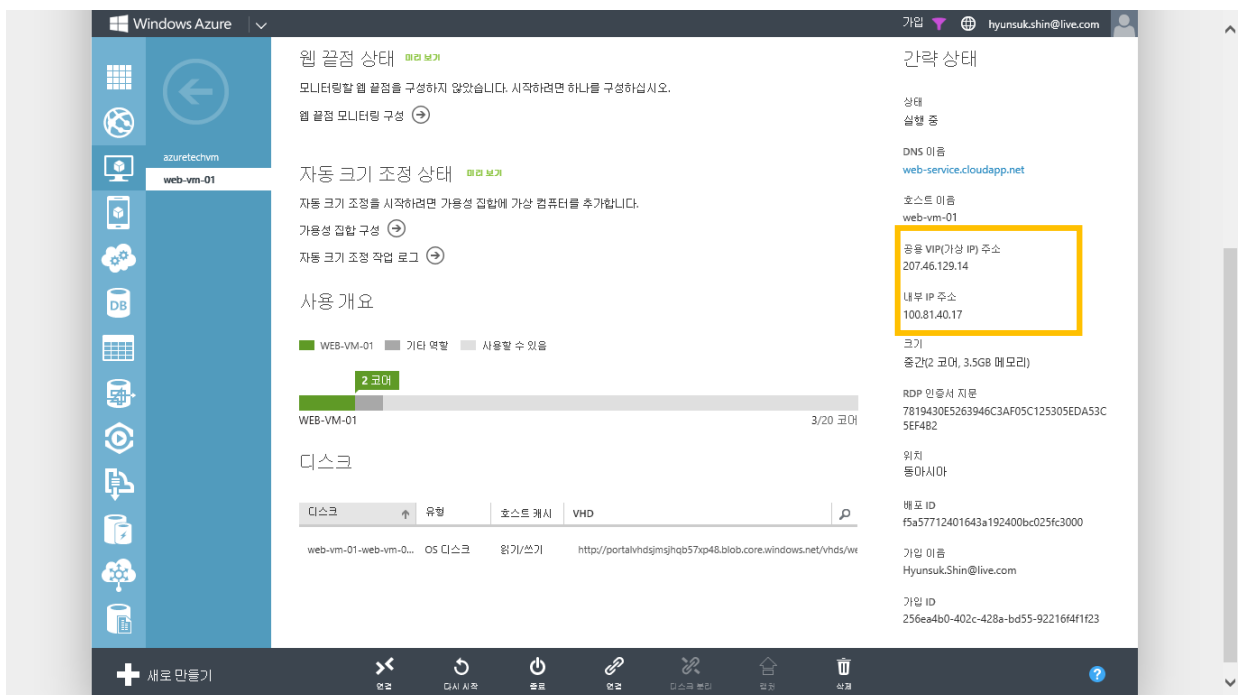 Windows Azure
가입
hyunsuk.shin@live.com
azuretechvm
web-vm-01
DB
웹 끝점 상태 미리 보기
모니터링할 웹 끝점을 구성하지 않았습니다. 시작하려면 하나를 구성하십시오.
웹 끝점 모니터링 구성
자동 크기 조정 상태 미리 보기
자동 크기 조정을 시작하려면 가용성 집합에 가상 컴퓨터를 추가합니다.
가용성 집합 구성
자동 크기 조정 작업 로그
사용 개요
WEB-VM-01 기타 역할 사용할 수 있음
2 코어
WEB-VM-01 3/20 코어
디스크
디스크 유형 호스트 캐시 VHD
web-vm-01-web-vm-0... OS 디스크 읽기/쓰기 http://portalvhdsjmsjhqb57xp48.blob.core.windows.net/vhds/we
간략 상태
상태
실행 중
DNS 이름
web-service.cloudapp.net
호스트 이름
web-vm-01
공용 VIP(가상 IP) 주소
207.46.129.14
내부 IP 주소
100.81.40.17
크기
중간(2 코어, 3.5GB 메모리)
RDP 인증서 지문
7819430E5263946C3AF05C125305EDA53C
5EF4B2
위치
동아시아
배포 ID
f5a57712401643a192400bc025fc3000
가입 이름
Hyunsuk.Shin@live.com
가입 ID
256ea4b0-402c-428a-bd55-92216f4f1f23
새로 만들기
연결 다시 시작 종료 연결 디스크 분리 캡처 삭제
?